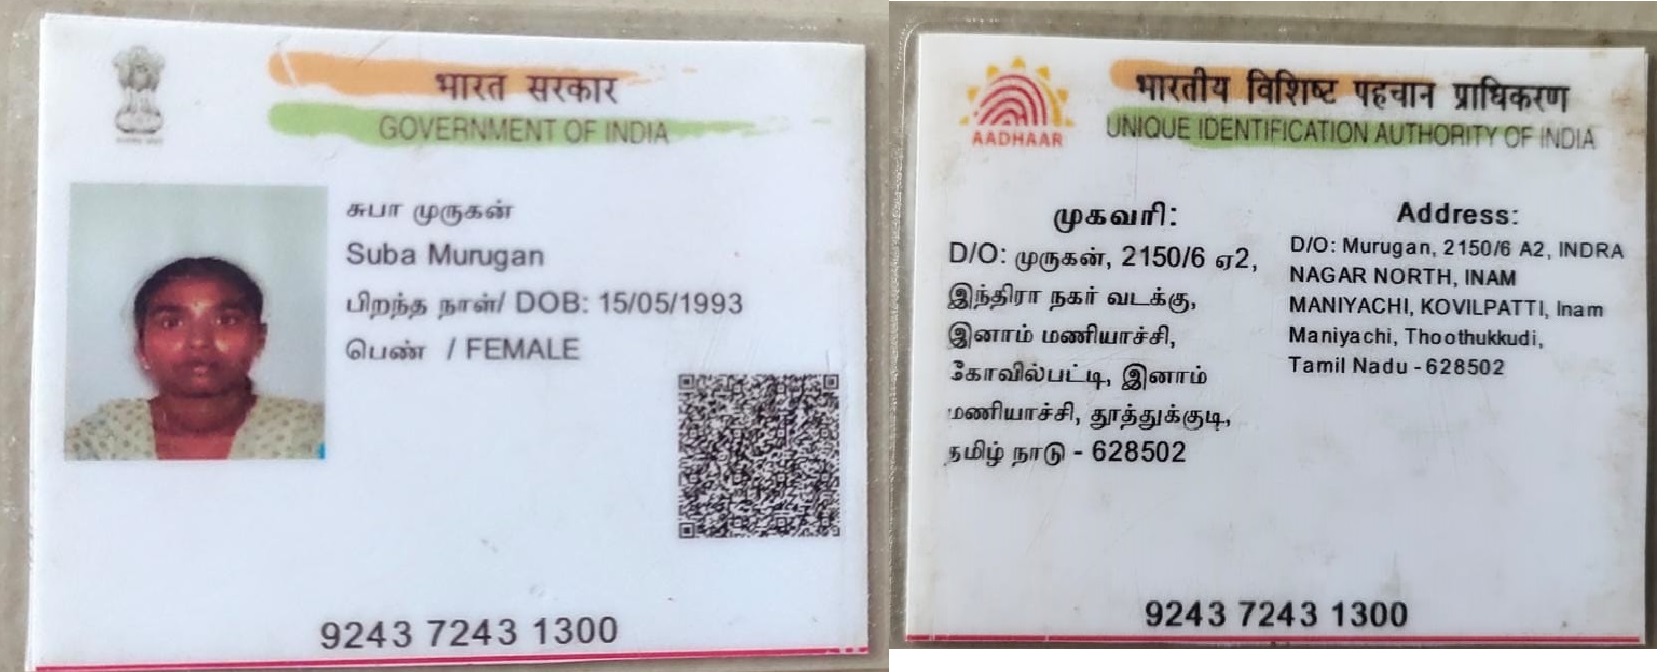 भारत सरकार
GOVERNMENT OF INDIA
சுபா முருகன்
Suba Murugan
பிறந்த நாள்/ DOB: 15/05/1993
பெண் / FEMALE
9243 7243 1300
भारतीय विशिष्ट पहचान प्राधिकरण
UNIQUE IDENTIFICATION AUTHORITY OF INDIA
AADHAAR
முகவரி:
D/O: முருகன், 2150/6 ஏ2,
இந்திரா நகர் வடக்கு,
இனாம் மணியாச்சி,
கோவில்பட்டி, இனாம்
மணியாச்சி, தூத்துக்குடி,
தமிழ் நாடு - 628502
Address:
D/O: Murugan, 2150/6 A2, INDRA
NAGAR NORTH, INAM
MANIYACHI, KOVILPATTI, Inam
Maniyachi, Thoothukkudi,
Tamil Nadu - 628502
9243 7243 1300